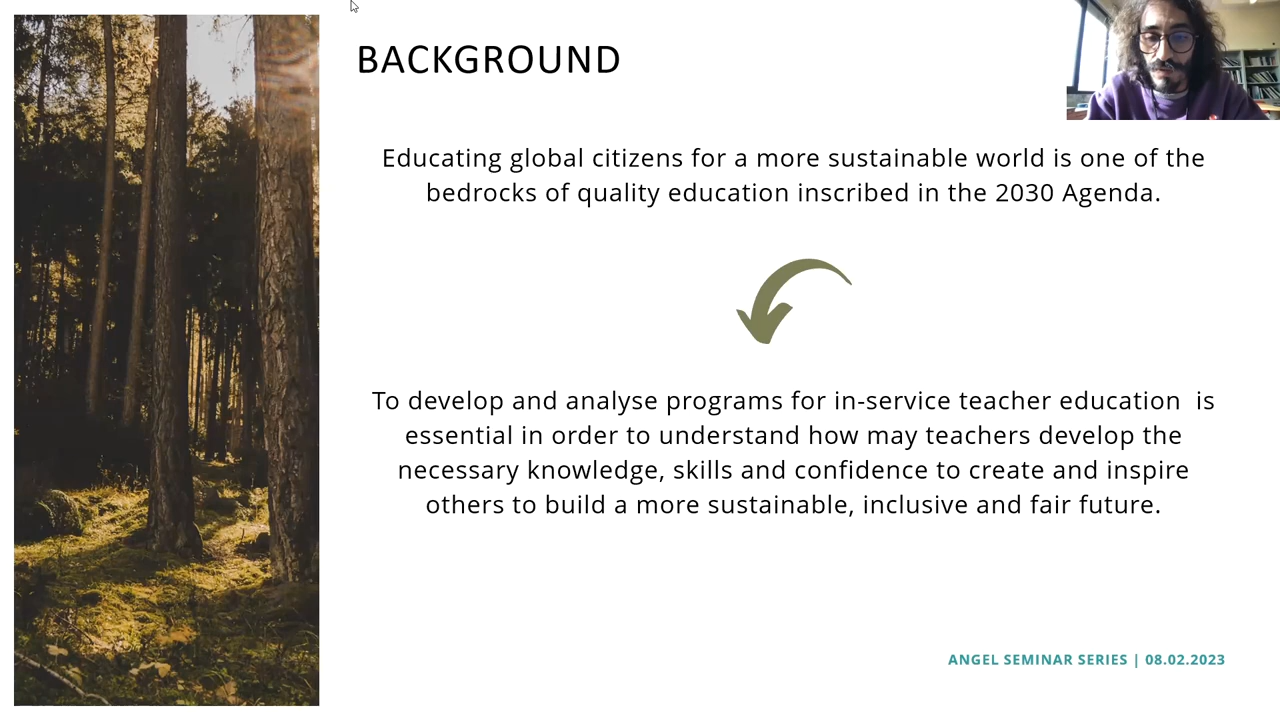 BACKGROUND
Educating global citizens for a more sustainable world is one of the
bedrocks of quality education inscribed in the 2030 Agenda.
To develop and analyse programs for in-service teacher education  is
essential in order to understand how may teachers develop the
necessary knowledge, skills and confidence to create and inspire
others to build a more sustainable, inclusive and fair future.
ANGEL SEMINAR SERIES | 08.02.2023